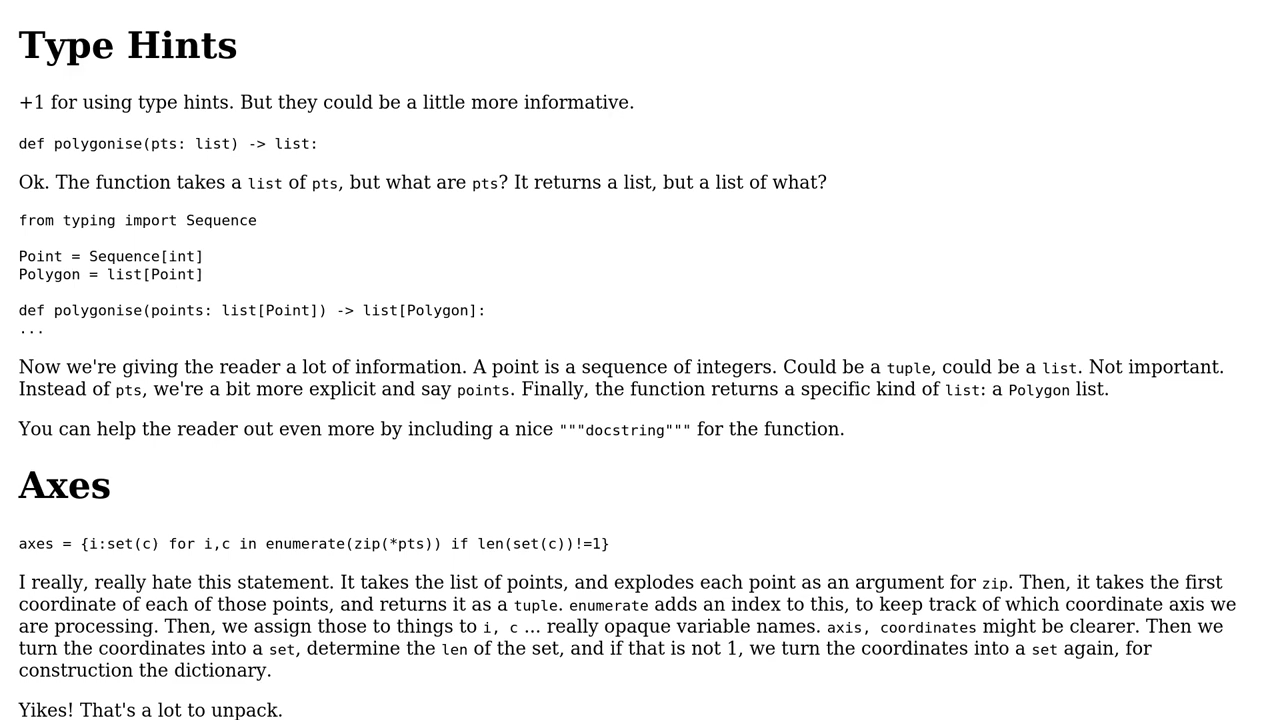 Type Hints
+1 for using type hints. But they could be a little more informative.
def polygonise(pts: list) -> list:
Ok. The function takes a list of pts, but what are pts? It returns a list, but a list of what?
from typing import Sequence
Point = Sequence[int]
Polygon = list[Point]
def polygonise(points: list[Point]) -> list[Polygon]:
...
Now we're giving the reader a lot of information. A point is a sequence of integers. Could be a tuple, could be a list. Not important.
Instead of pts, we're a bit more explicit and say points. Finally, the function returns a specific kind of list: a Polygon list.
You can help the reader out even more by including a nice """docstring""" for the function.
Axes
axes = {i:set(c) for i,c in enumerate(zip(*pts)) if len(set(c))!=1}
I really, really hate this statement. It takes the list of points, and explodes each point as an argument for zip. Then, it takes the first
coordinate of each of those points, and returns it as a tuple. enumerate adds an index to this, to keep track of which coordinate axis we
are processing. Then, we assign those to things to i, c ... really opaque variable names. axis, coordinates might be clearer. Then we
turn the coordinates into a set, determine the len of the set, and if that is not 1, we turn the coordinates into a set again, for
construction the dictionary.
Yikes! That's a lot to unpack.